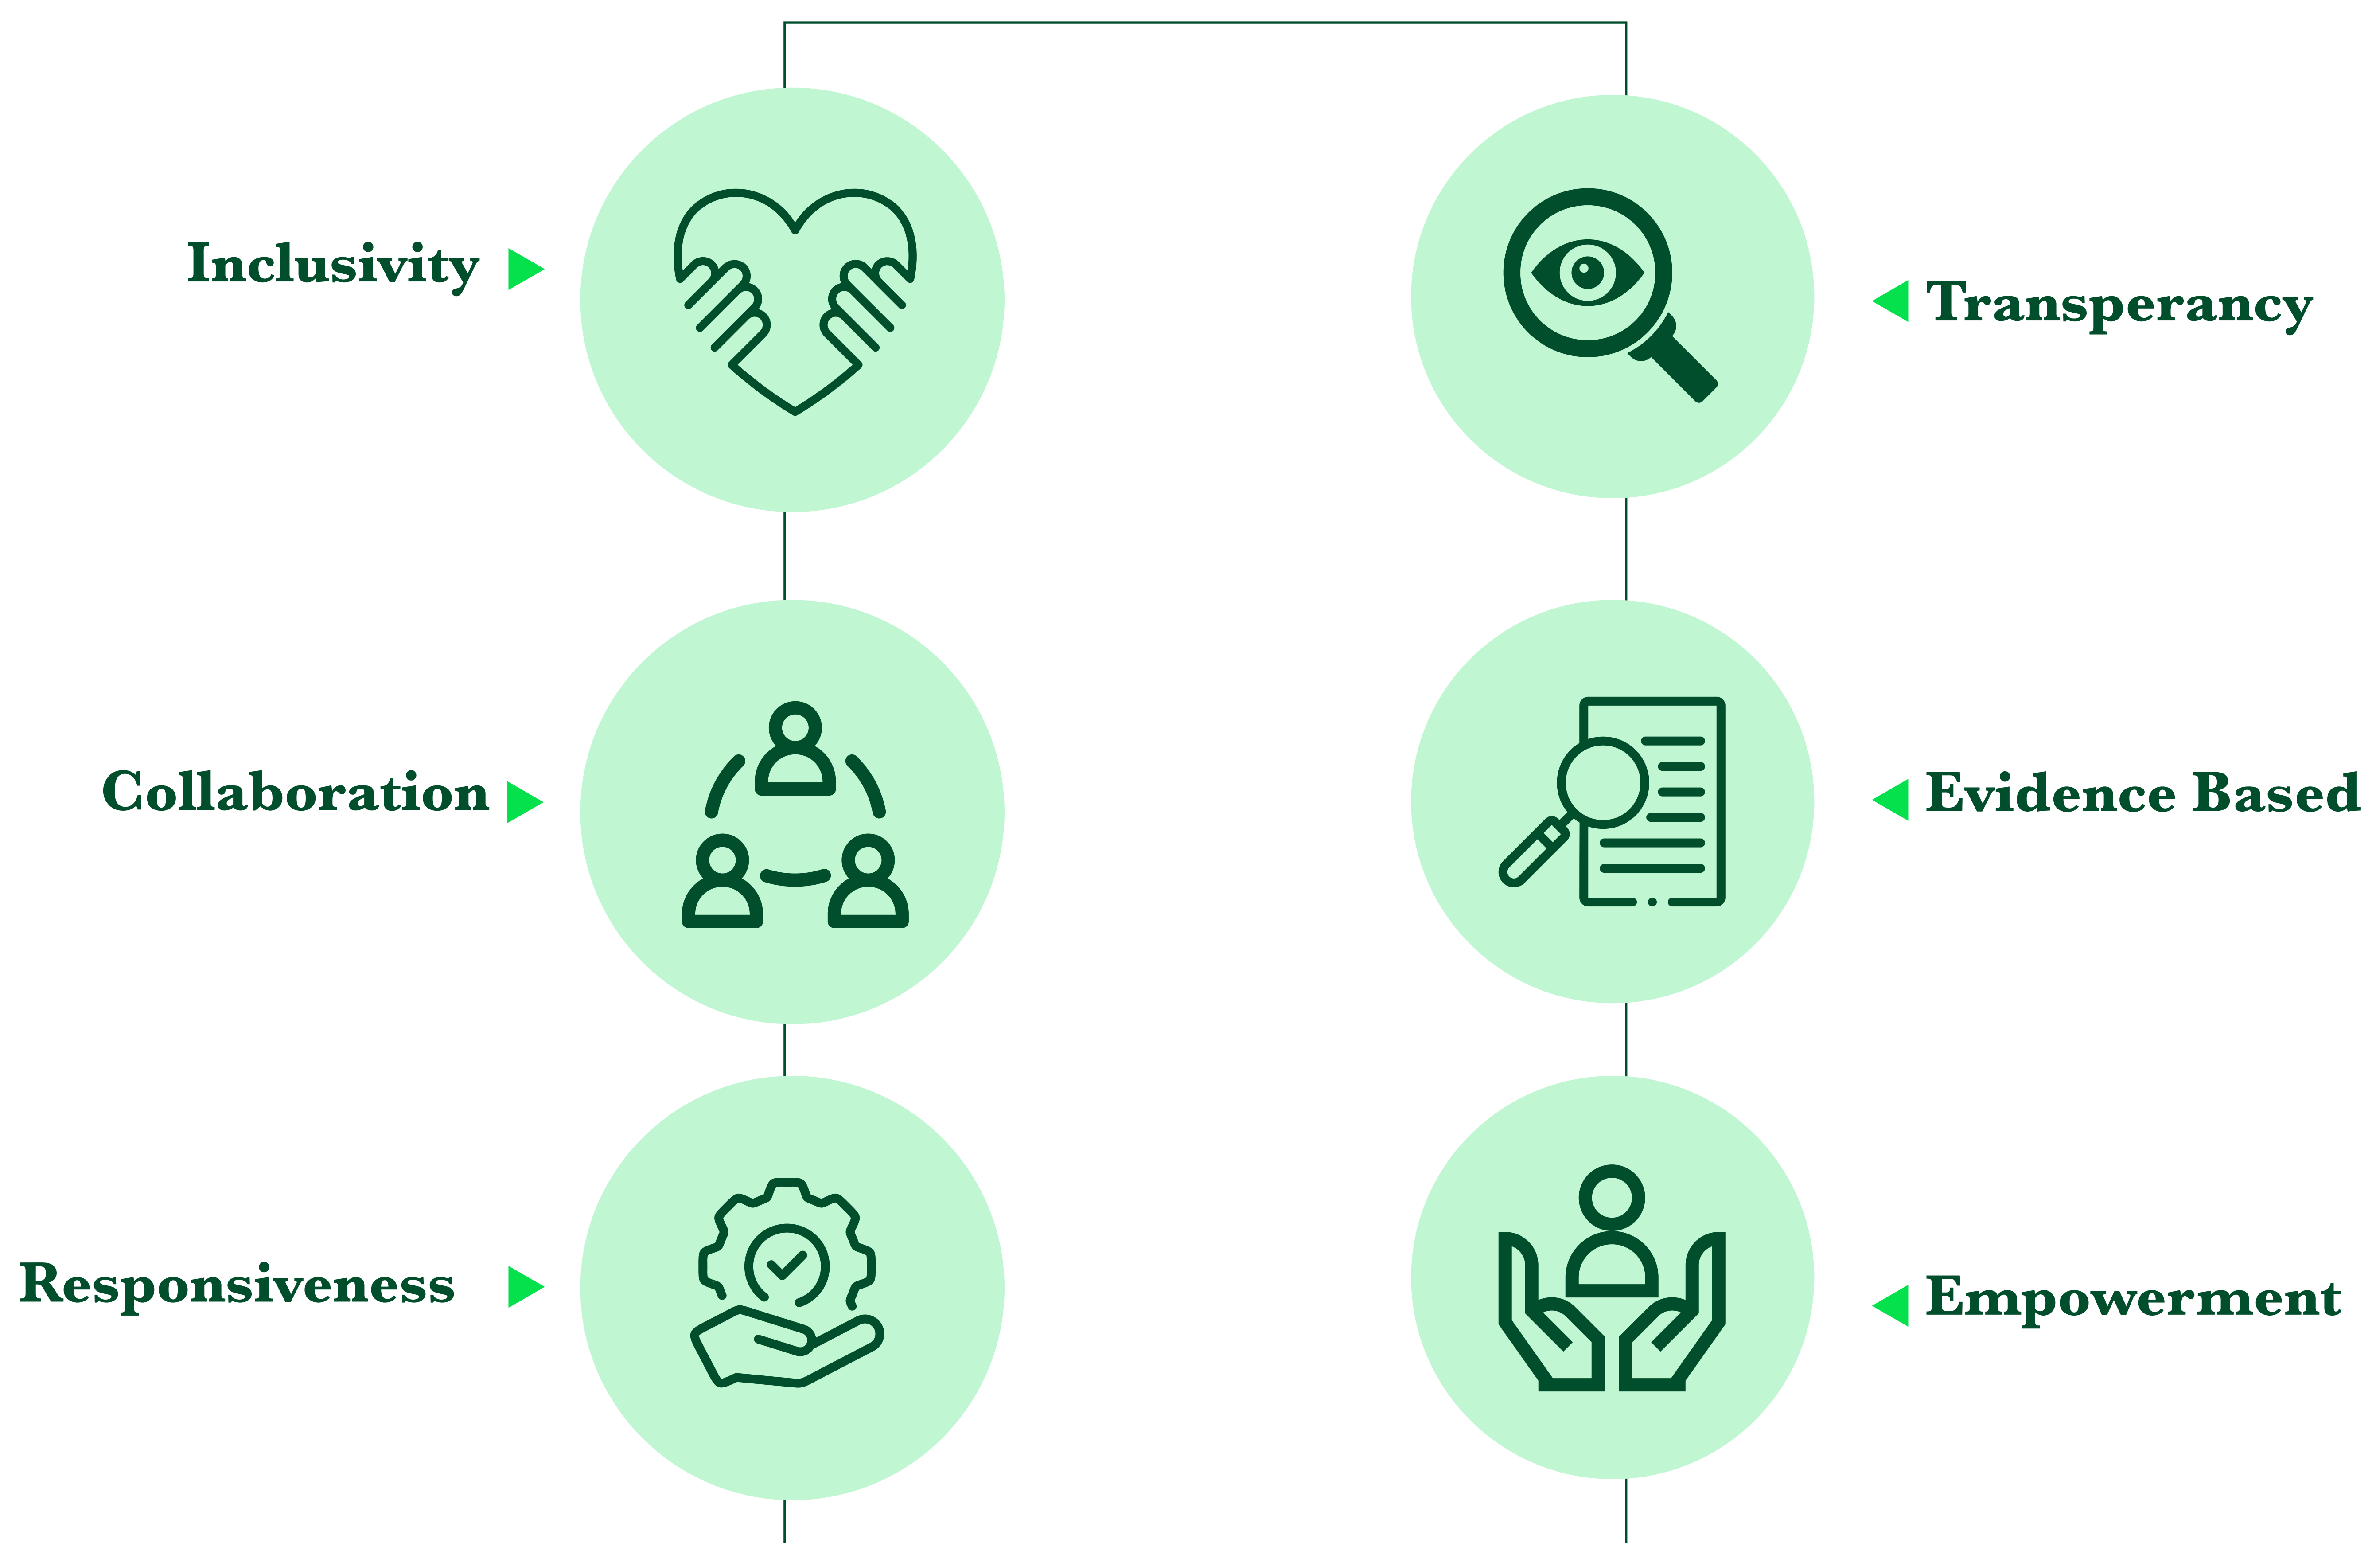 Inclusivity
Transperancy
Collaboration
Evidence Based
Responsiveness
Empowerment